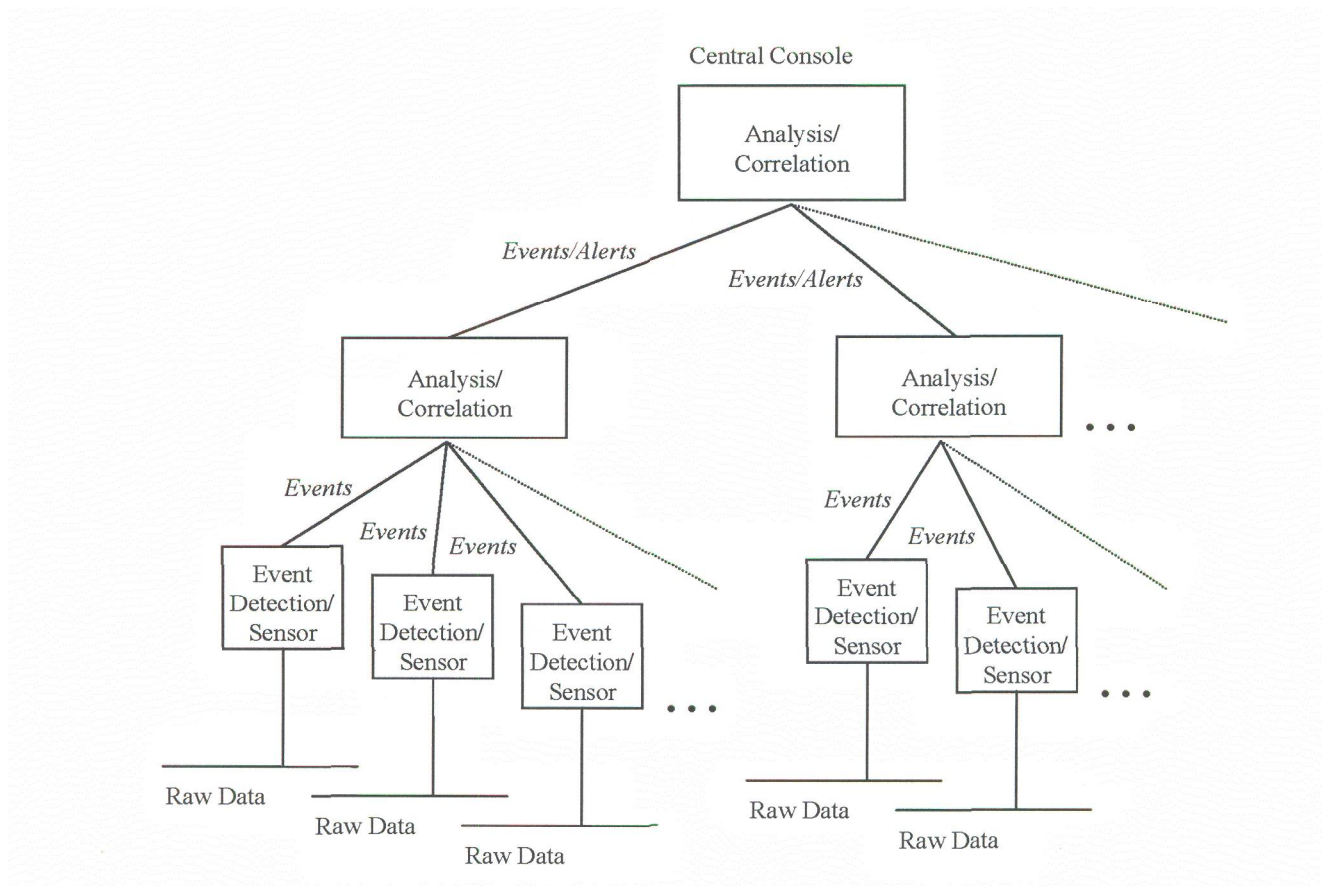 Central Console
Analysis/
Correlation
Events/Alerts
Events/Alerts
Analysis/
Correlation
Analysis/
Correlation
Events
Events
Events
Events
Events
Event
Detection/
Sensor
Event
Detection/
Sensor
Event
Detection/
Sensor
Event
Detection/
Sensor
Event
Detection/
Sensor
Raw Data
Raw Data
Raw Data
Raw Data
Raw Data